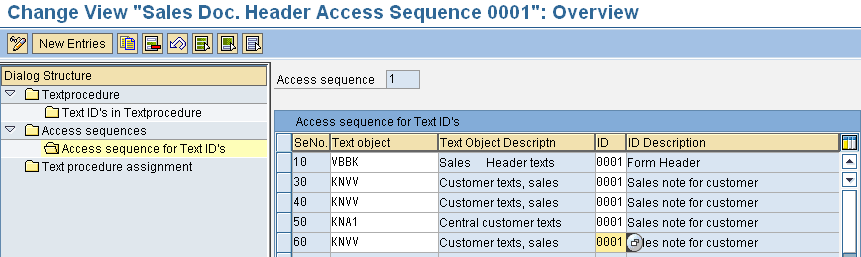 Change View "Sales Doc. Header Access Sequence 0001": Overview
New Entries
Dialog Structure
Textprocedure
Text ID's in Textprocedure
Access sequences
Access sequence for Text ID's
Text procedure assignment
Access sequence 1
Access sequence for Text ID's
SeNo. Text object Text Object Descriptn ID ID Description
10 VBBK Sales Header texts 0001 Form Header
30 KNVV Customer texts, sales 0001 Sales note for customer
40 KNVV Customer texts, sales 0001 Sales note for customer
50 KNA1 Central customer texts 0001 Sales note for customer
60 KNVV Customer texts, sales 0001 les note for customer